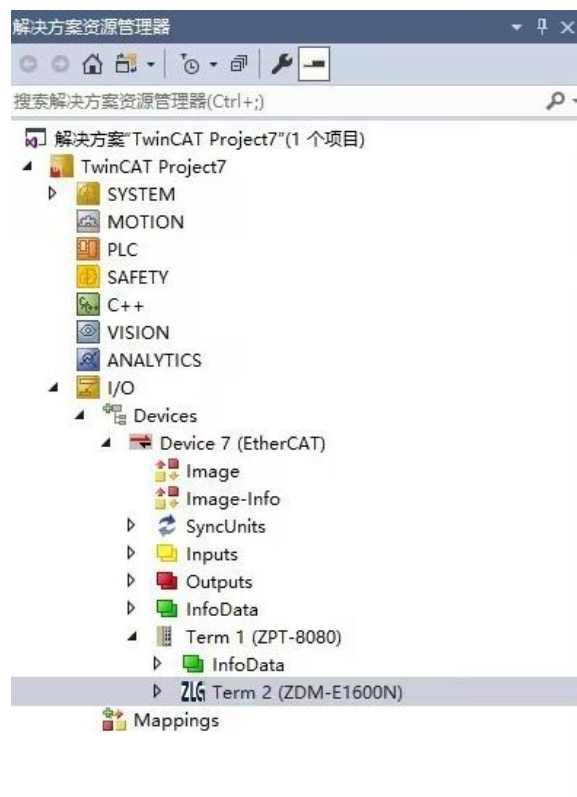 解决方案资源管理器
搜索解决方案资源管理器(Ctrl+;)
解决方案"TwinCAT Project7"(1 个项目)
TwinCAT Project7
SYSTEM
MOTION
PLC
SAFETY
C++
VISION
ANALYTICS
I/O
Devices
Device 7 (EtherCAT)
Image
Image-Info
SyncUnits
Inputs
Outputs
InfoData
Term 1 (ZPT-8080)
InfoData
ZLG Term 2 (ZDM-E1600N)
Mappings